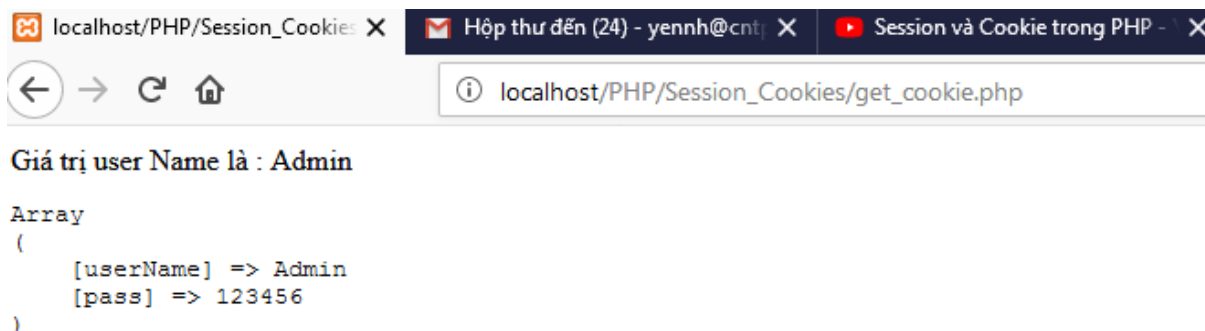 localhost/PHP/Session_Cookies
Hộp thư đến (24) - yennh@cntp
Session và Cookie trong PHP -
localhost/PHP/Session_Cookies/get_cookie.php
Giá trị user Name là : Admin
Array
(
[userName] => Admin
[pass] => 123456
)